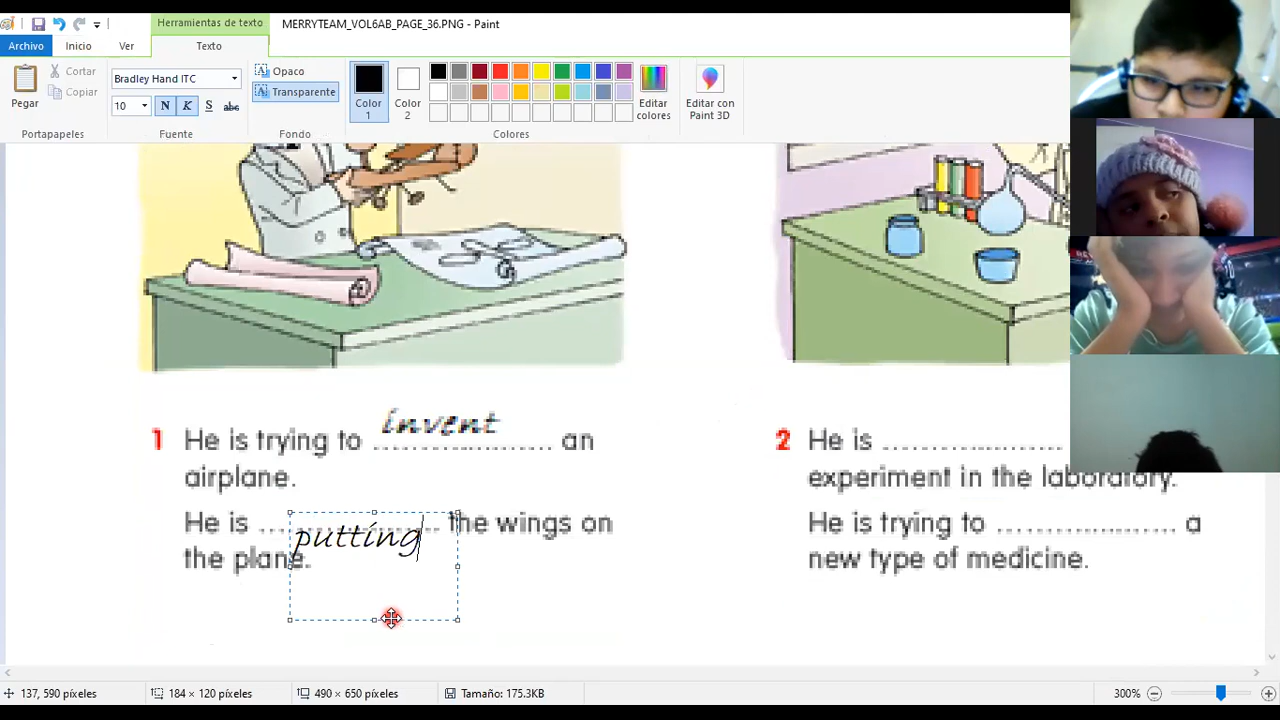 Herramientas de texto
MERRYTEAM_VOL6AB_PAGE_36.PNG - Paint
Archivo
Inicio
Ver
Texto
Pegar
Cortar
Copiar
Portapapeles
Bradley Hand ITC
10
N
K
S
abc
Fuente
Opaco
Transparente
Fondo
Color 1
Color 2
Colores
Editar colores
Editar con Paint 3D
1 He is trying to invent an
airplane.
He is putting the wings on
the plane.
2 He is ....................
experiment in the laboratory.
He is trying to .................... a
new type of medicine.
137, 590 píxeles
184 × 120 píxeles
490 × 650 píxeles
Tamaño: 175.3KB
300%